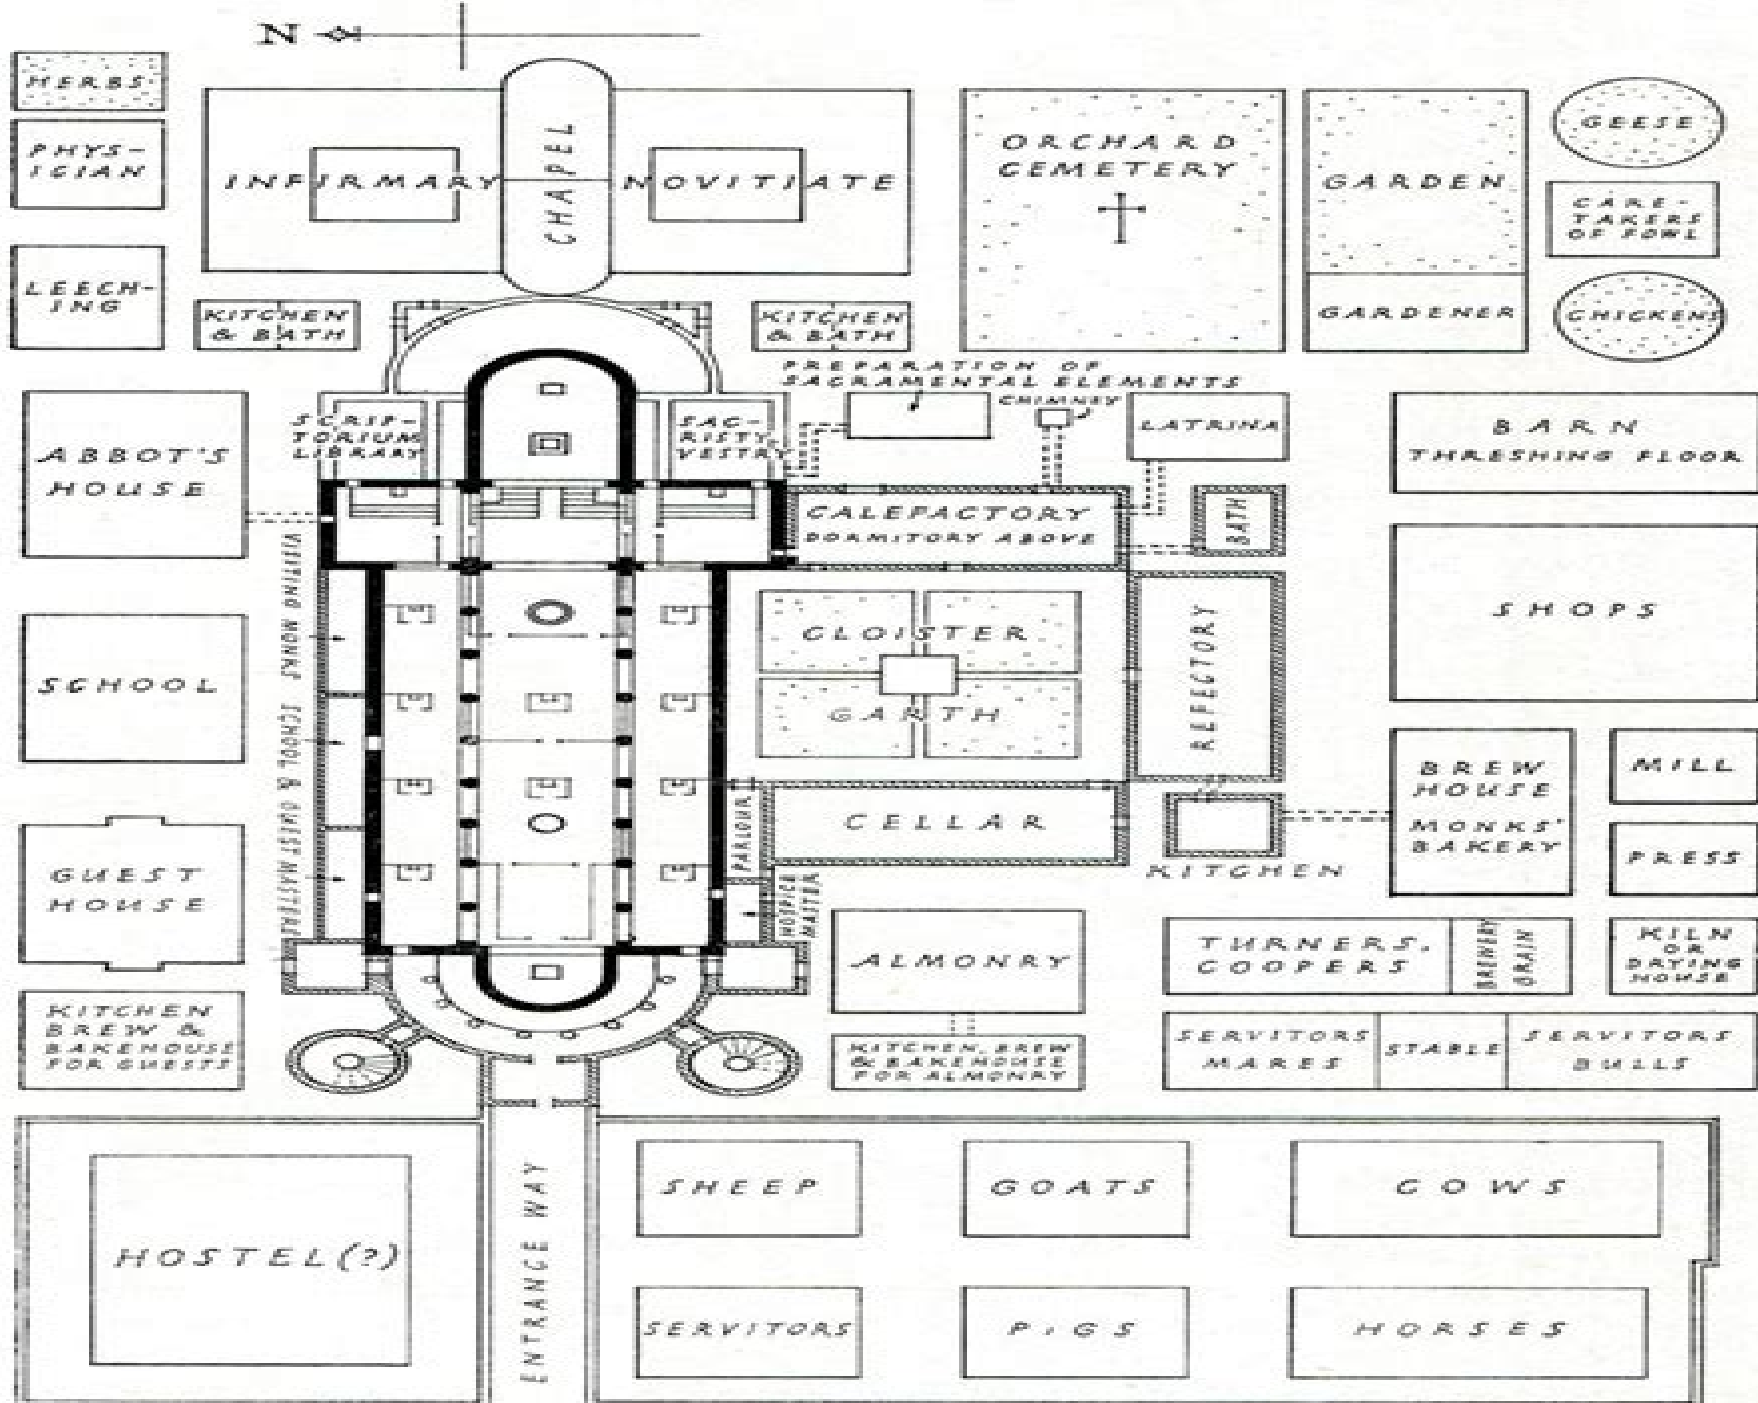 N
HERBS
PHYS-
ICIAN
LEECH-
ING
INFIRMARY
CHAPEL
NOVITIATE
KITCHEN
& BATH
KITCHEN
& BATH
ORCHARD
CEMETERY
GARDEN
GARDENER
GEESE
CARE-
TAKERS
OF FOWL
CHICKENS
PREPARATION OF
SACRAMENTAL ELEMENTS
CHIMNEY
LATRINA
ABBOT'S
HOUSE
SCRIP-
TORIUM
LIBRARY
SAC-
RISTY
VESTRY
CALEFACTORY
DORMITORY ABOVE
BATH
BARN
THRESHING FLOOR
SHOPS
SCHOOL
VISITING MONKS
SCHOOL & GUEST MASTERS
CLOISTER
GARTH
REFECTORY
CELLAR
PARLOUR
HOSPICE
MASTER
KITCHEN
BREW
HOUSE
MONKS'
BAKERY
MILL
PRESS
GUEST
HOUSE
ALMONRY
TURNERS,
COOPERS
BREWERY
GRAIN
KILN
OR
DRYING
HOUSE
KITCHEN
BREW &
BAKEHOUSE
FOR GUESTS
KITCHEN, BREW
& BAKEHOUSE
FOR ALMONRY
SERVITORS
MARES
STABLE
SERVITORS
BULLS
HOSTEL(?)
ENTRANCE WAY
SHEEP
GOATS
COWS
SERVITORS
PIGS
HORSES